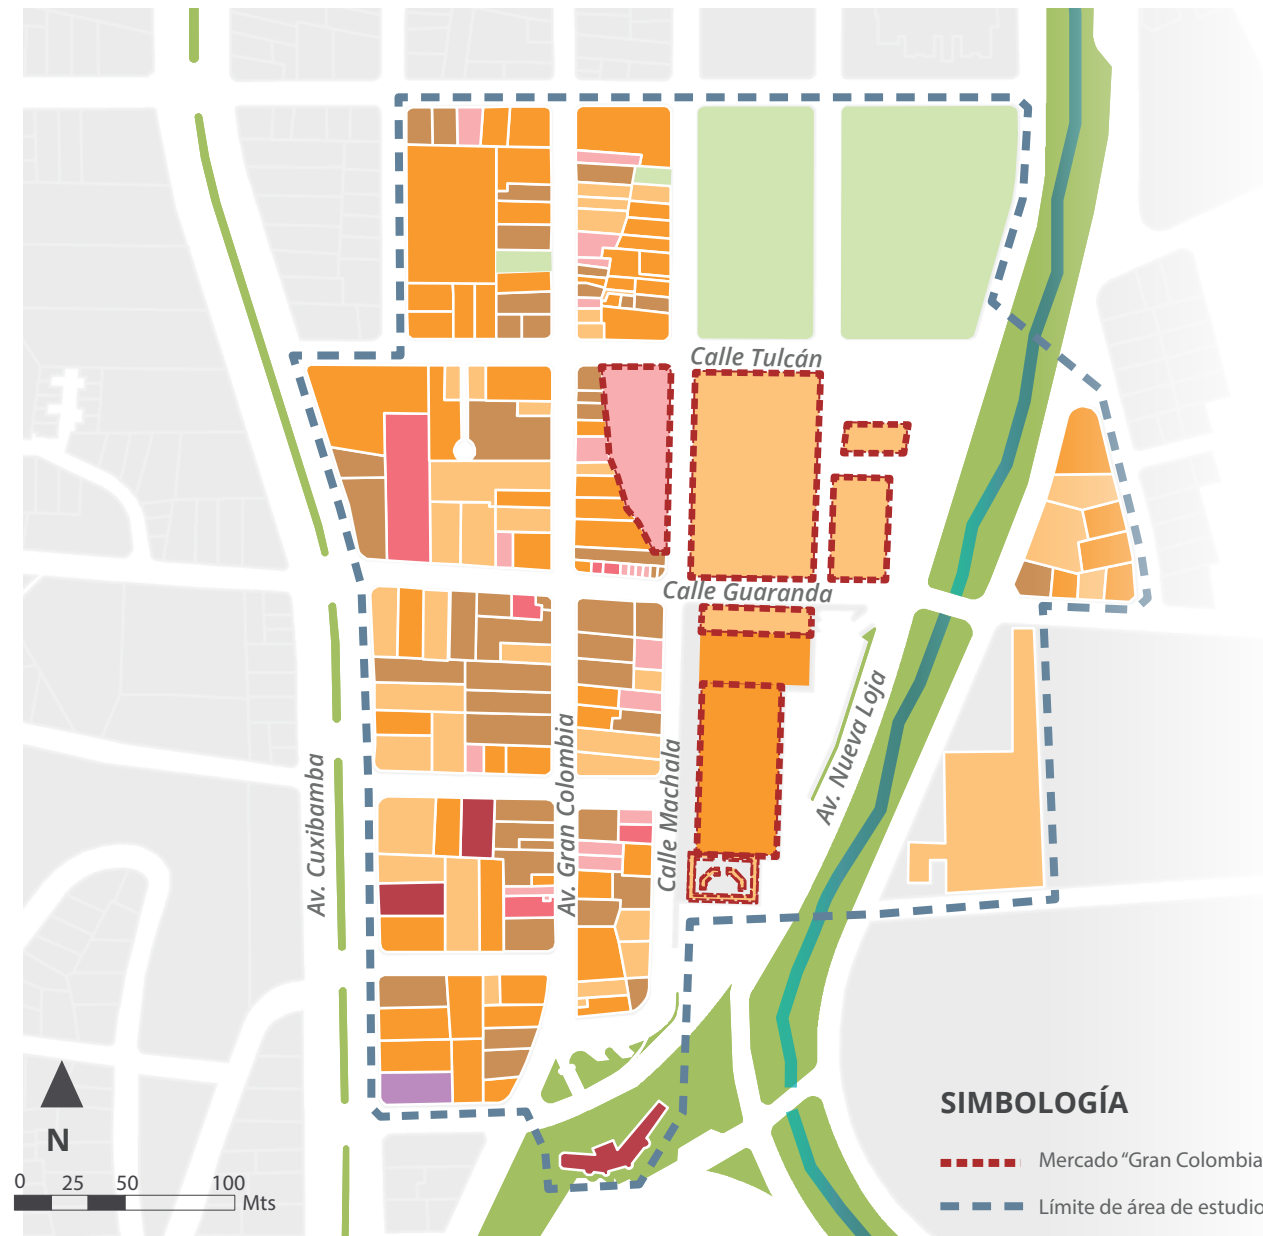 Calle Tulcán
Calle Guaranda
Av. Nueva Loja
Av. Gran Colombia
Calle Machala
Av. Cuxibamba
N
0 25 50 100
Mts
SIMBOLOGÍA
Mercado “Gran Colombia
Límite de área de estudio